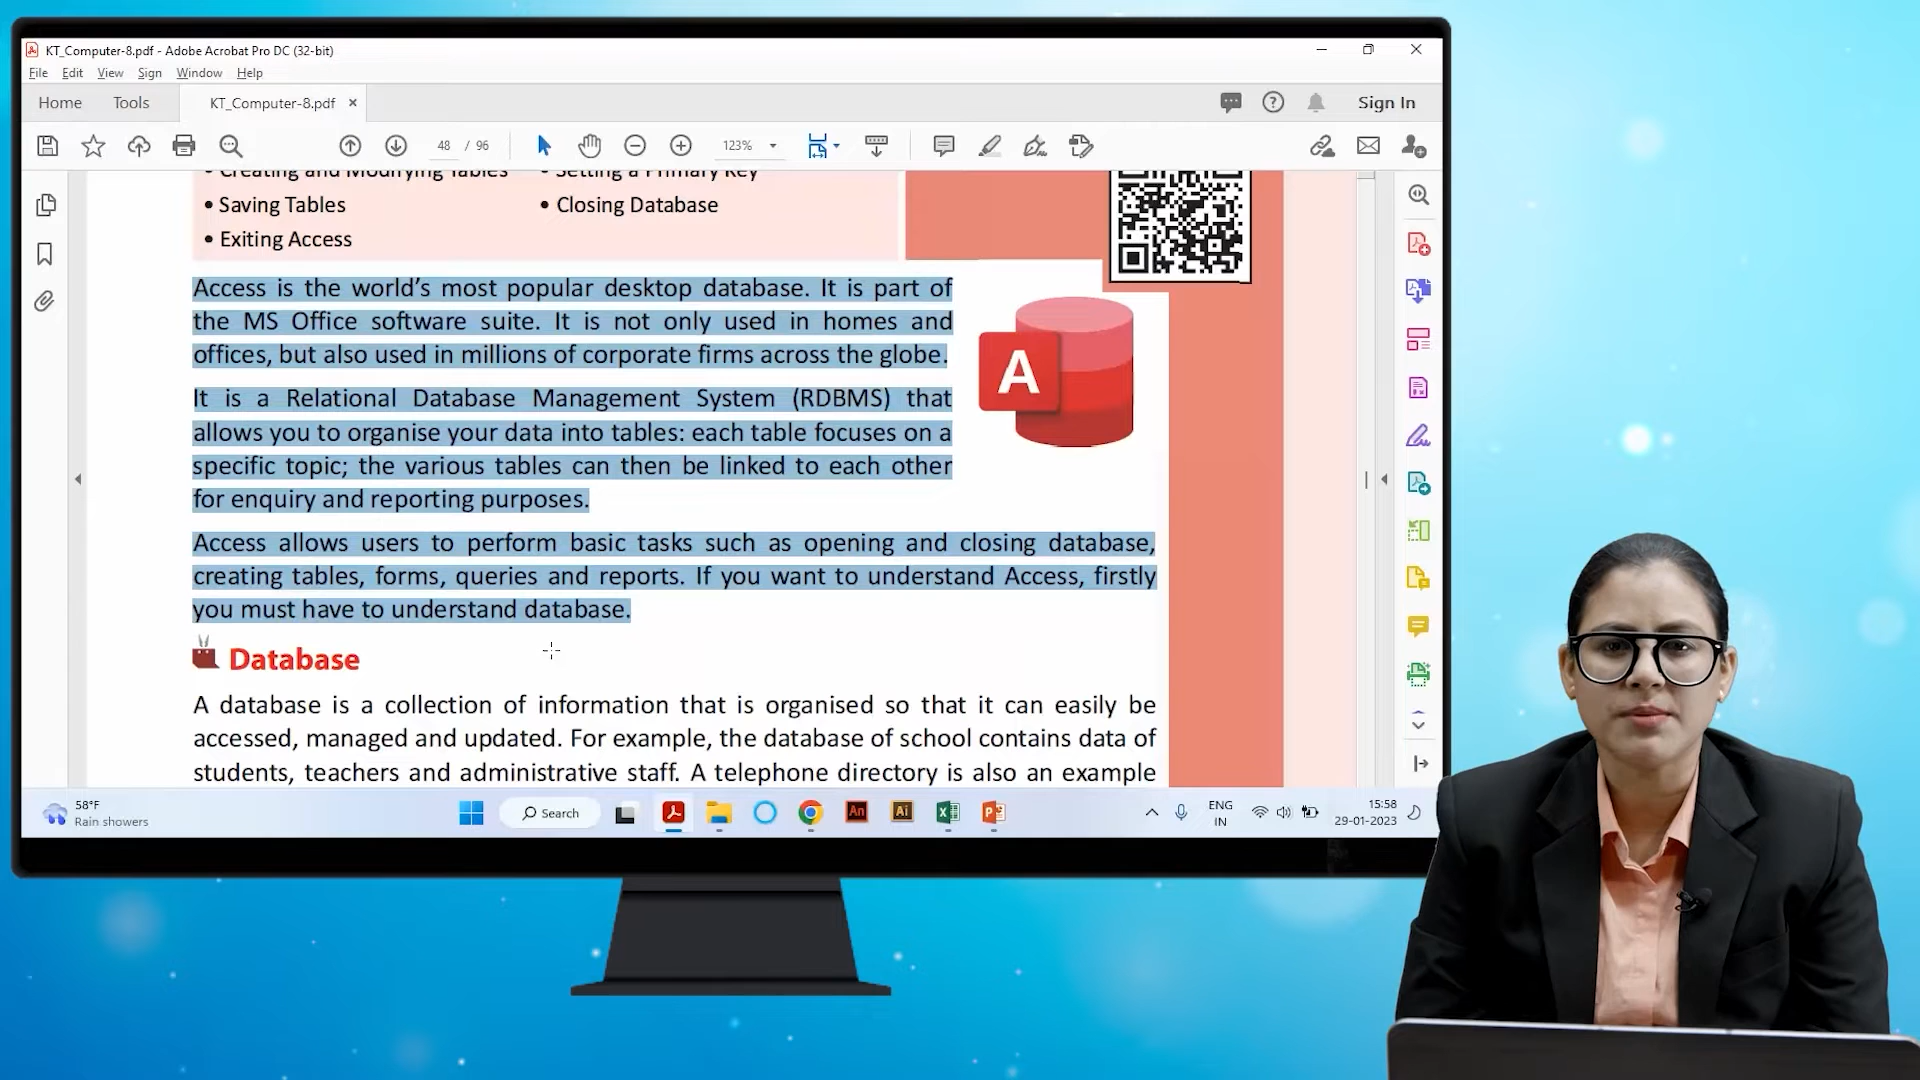 KT_Computer-8.pdf - Adobe Acrobat Pro DC (32-bit)
File Edit View Sign Window Help
Home Tools KT_Computer-8.pdf Sign In
48 / 96 123%
• Creating and Modifying Tables • Setting a Primary Key
• Saving Tables • Closing Database
• Exiting Access
Access is the world's most popular desktop database. It is part of
the MS Office software suite. It is not only used in homes and
offices, but also used in millions of corporate firms across the globe.
It is a Relational Database Management System (RDBMS) that
allows you to organise your data into tables: each table focuses on a
specific topic; the various tables can then be linked to each other
for enquiry and reporting purposes.
A
Access allows users to perform basic tasks such as opening and closing database,
creating tables, forms, queries and reports. If you want to understand Access, firstly
you must have to understand database.
Database
A database is a collection of information that is organised so that it can easily be
accessed, managed and updated. For example, the database of school contains data of
students, teachers and administrative staff. A telephone directory is also an example
58°F
Rain showers
Search
An
Ai
ENG
IN
15:58
29-01-2023